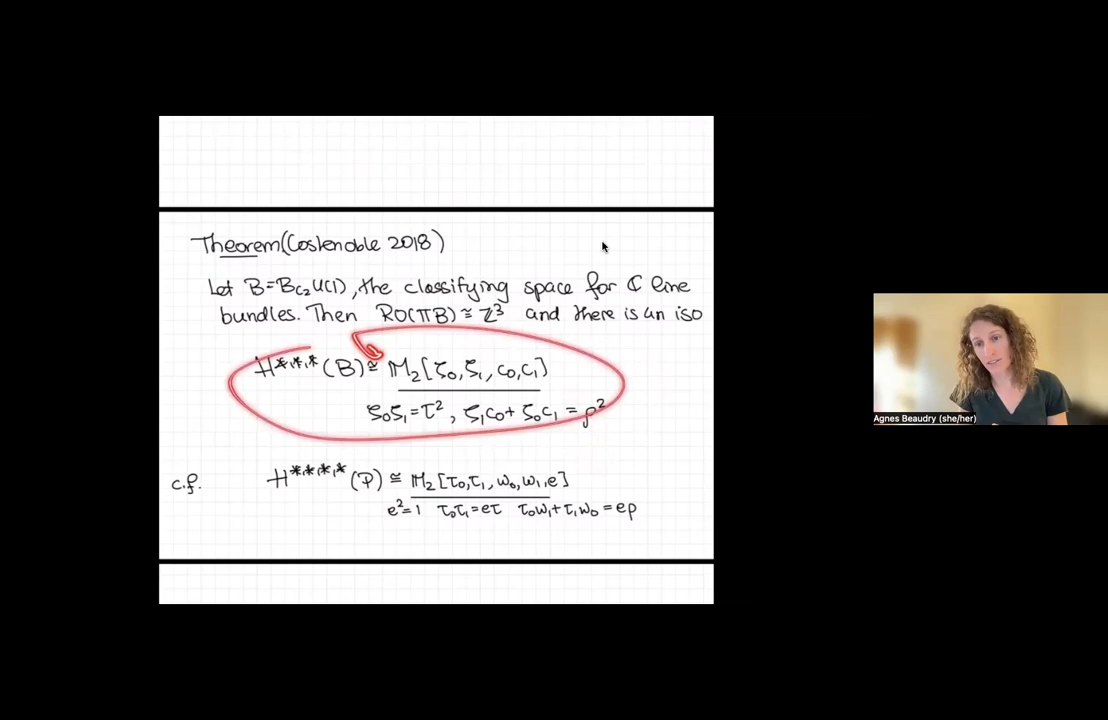 Theorem (Costenoble 2018)
Let B=B_{C₂}U(1), the classifying space for ℂ line
bundles. Then RO(ΠB) ≅ ℤ³ and there is an iso
H^{*,*,*}(B) ≅ 𝕄₂[ζ₀,ζ₁,c₀,c₁]
ζ₀ζ₁=τ², ζ₁c₀+ζ₀c₁ = ρ²
c.f. H^{*,*,*,*}(P) ≅ 𝕄₂[τ₀,τ₁,ω₀,ω₁,e]
e²=1 τ₀τ₁=eτ τ₀ω₁+τ₁ω₀ = eρ
Agnes Beaudry (she/her)